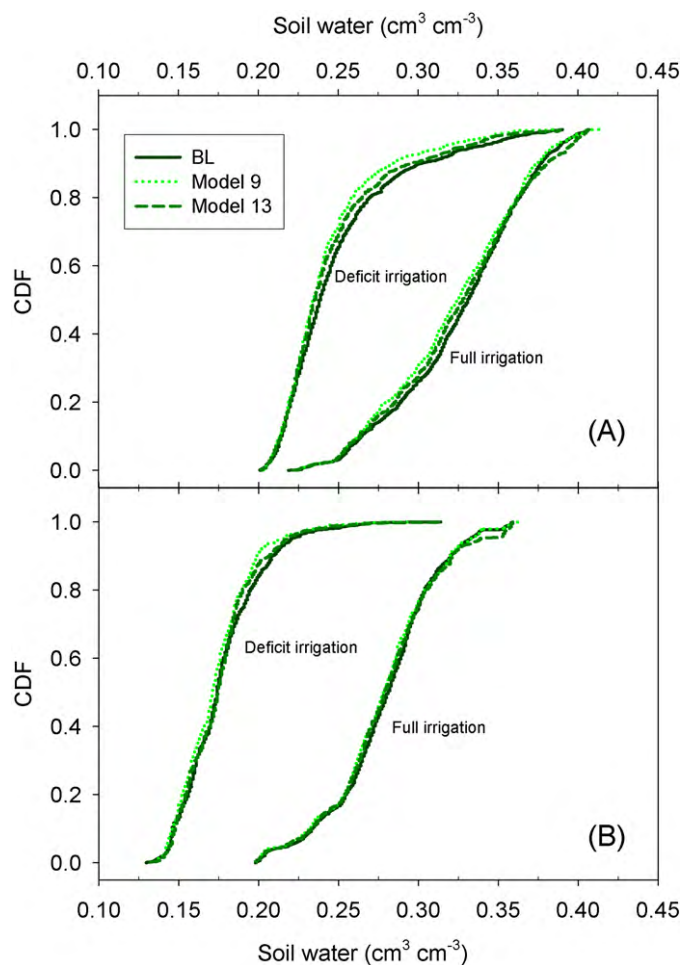 Soil water (cm³ cm⁻³)
0.10 0.15 0.20 0.25 0.30 0.35 0.40 0.45
1.0
BL
Model 9
0.8
Model 13
0.6
Deficit irrigation
CDF
0.4
Full irrigation
0.2
(A)
0.0
1.0
0.8
Deficit irrigation
0.6
CDF
0.4
Full irrigation
0.2
(B)
0.0
0.10 0.15 0.20 0.25 0.30 0.35 0.40 0.45
Soil water (cm³ cm⁻³)